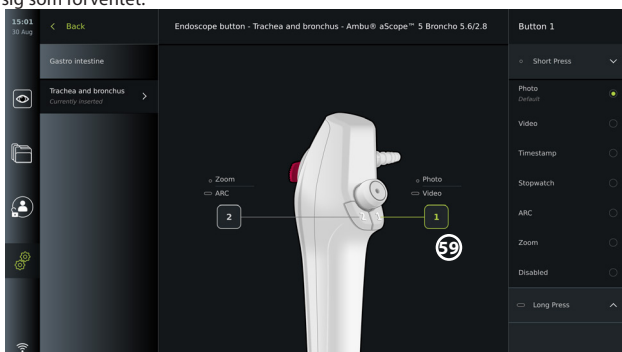 sig som forventet.
15:01
30 Aug
Back
Endoscope button - Trachea and bronchus - Ambu® aScope™ 5 Broncho 5.6/2.8
Button 1
Gastro intestine
Trachea and bronchus
Currently Inserted
Short Press
Photo
Default
Video
Timestamp
Stopwatch
ARC
Zoom
Disabled
Long Press
Zoom
ARC
2
Photo
Video
1
2
1
59